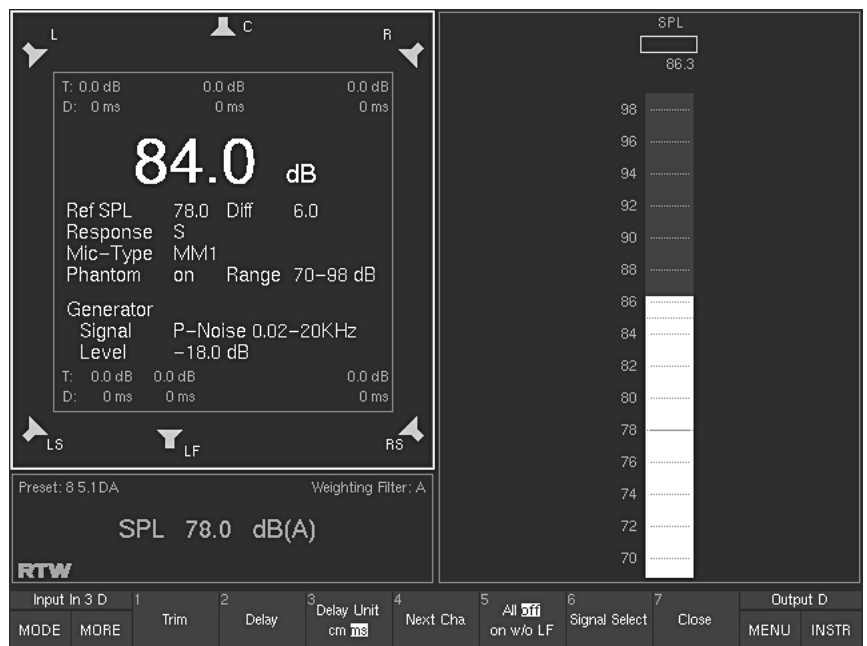 L C R
T: 0.0 dB 0.0 dB 0.0 dB
D: 0 ms 0 ms 0 ms
84.0 dB
Ref SPL 78.0 Diff 6.0
Response S
Mic-Type MM1
Phantom on Range 70-98 dB
Generator
Signal P-Noise 0.02-20KHz
Level -18.0 dB
T: 0.0 dB 0.0 dB 0.0 dB
D: 0 ms 0 ms 0 ms
LS LF RS
Preset: 8 5.1 DA Weighting Filter: A
SPL 78.0 dB(A)
RTW
SPL
86.3
98
96
94
92
90
88
86
84
82
80
78
76
74
72
70
Input In 3 D
MODE MORE
1 Trim
2 Delay
3 Delay Unit
cm ms
4 Next Cha
5 All off
on w/o LF
6 Signal Select
7 Close
Output D
MENU INSTR